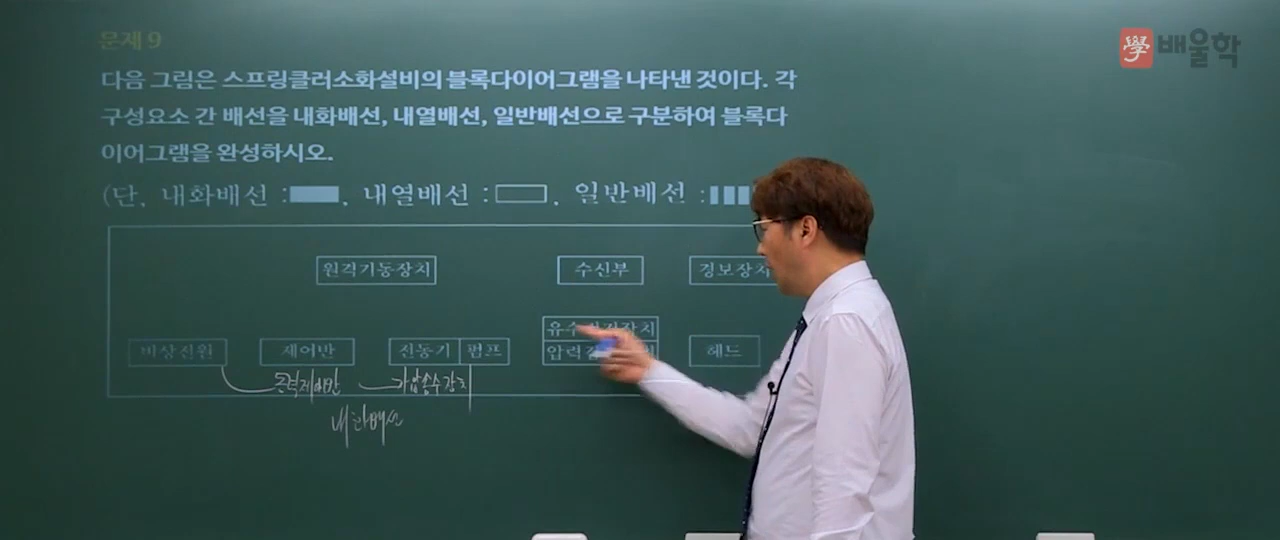 문제 9
學 배울학
다음 그림은 스프링클러소화설비의 블록다이어그램을 나타낸 것이다. 각
구성요소 간 배선을 내화배선, 내열배선, 일반배선으로 구분하여 블록다
이어그램을 완성하시오.
(단, 내화배선 : , 내열배선 : , 일반배선 :
원격기동장치 수신부 경보장치
유수 장치
비상전원 제어반 전동기 펌프 압력 헤드
동력제어반 가압송수장치
내화배선